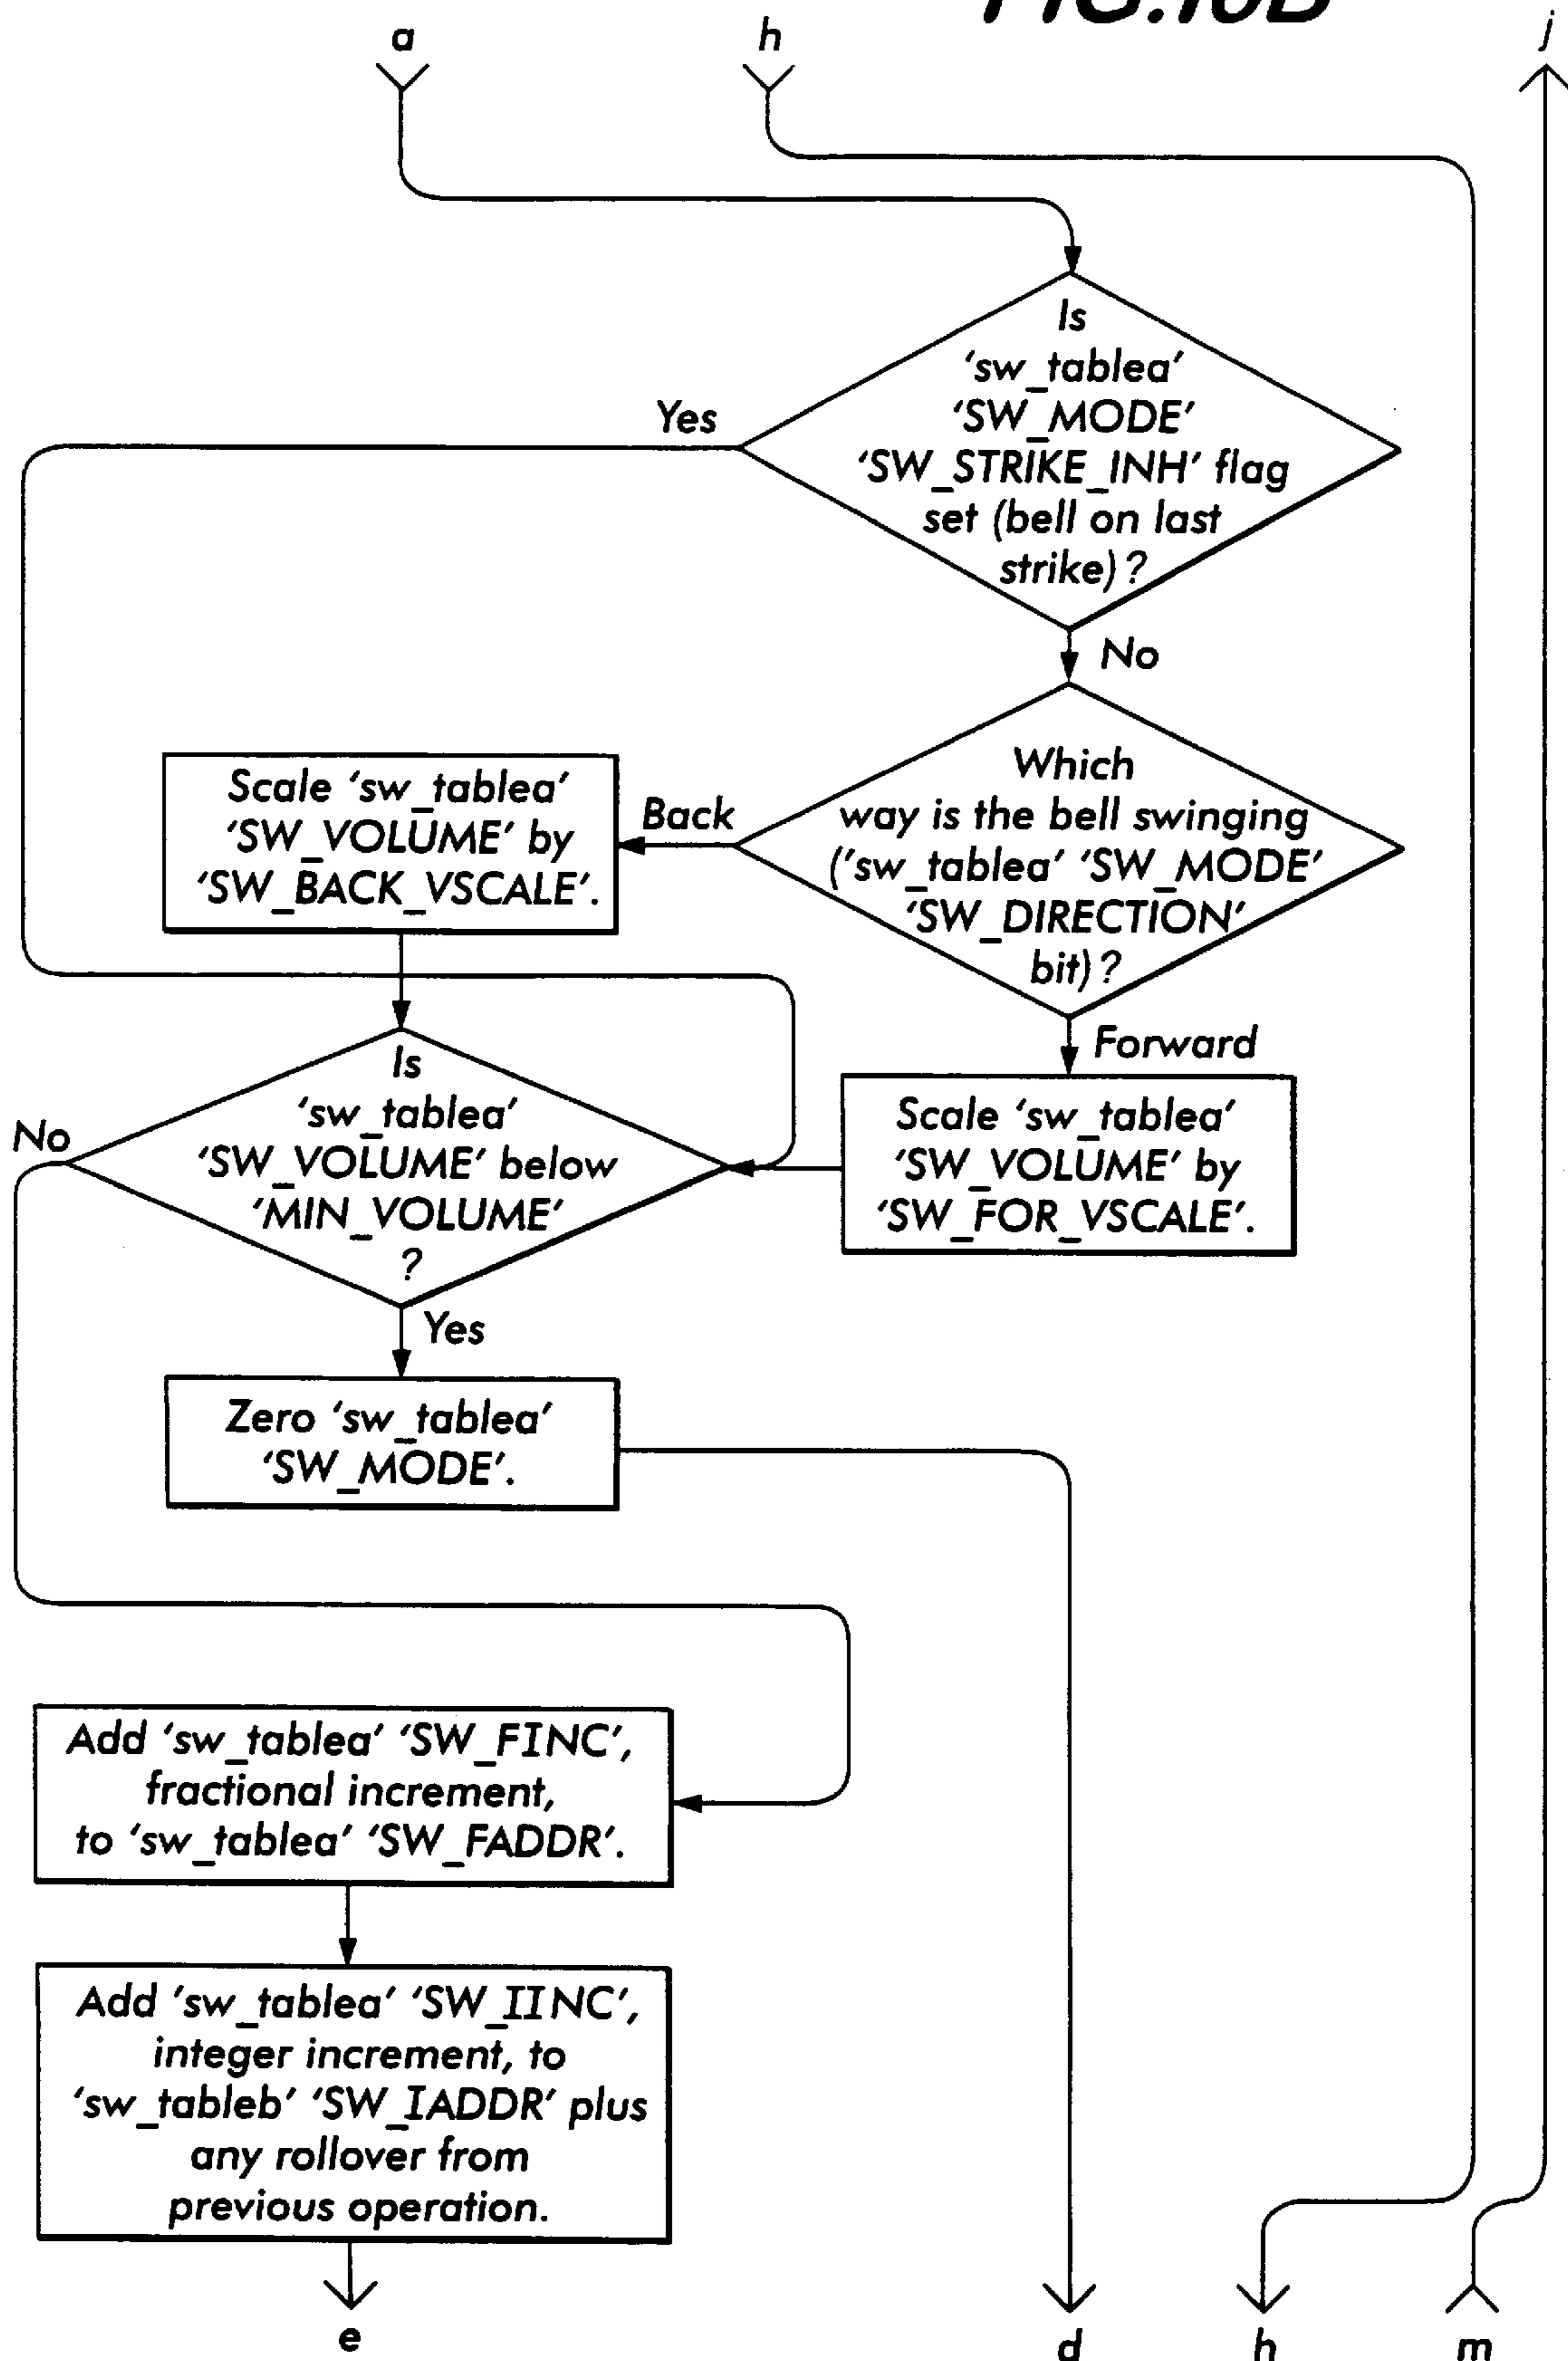 FIG.16B
a
h
j
Is
'sw_tablea'
'SW_MODE'
'SW_STRIKE_INH' flag
set (bell on last
strike) ?
Yes
No
Which
way is the bell swinging
('sw_tablea' 'SW_MODE'
'SW_DIRECTION'
bit) ?
Back
Scale 'sw_tablea'
'SW_VOLUME' by
'SW_BACK_VSCALE'.
Forward
Scale 'sw_tablea'
'SW_VOLUME' by
'SW_FOR_VSCALE'.
Is
'sw_tablea'
'SW_VOLUME' below
'MIN_VOLUME'
?
No
Yes
Zero 'sw_tablea'
'SW_MODE'.
Add 'sw_tablea' 'SW_FINC',
fractional increment,
to 'sw_tablea' 'SW_FADDR'.
Add 'sw_tablea' 'SW_IINC',
integer increment, to
'sw_tableb' 'SW_IADDR' plus
any rollover from
previous operation.
e
d
h
m